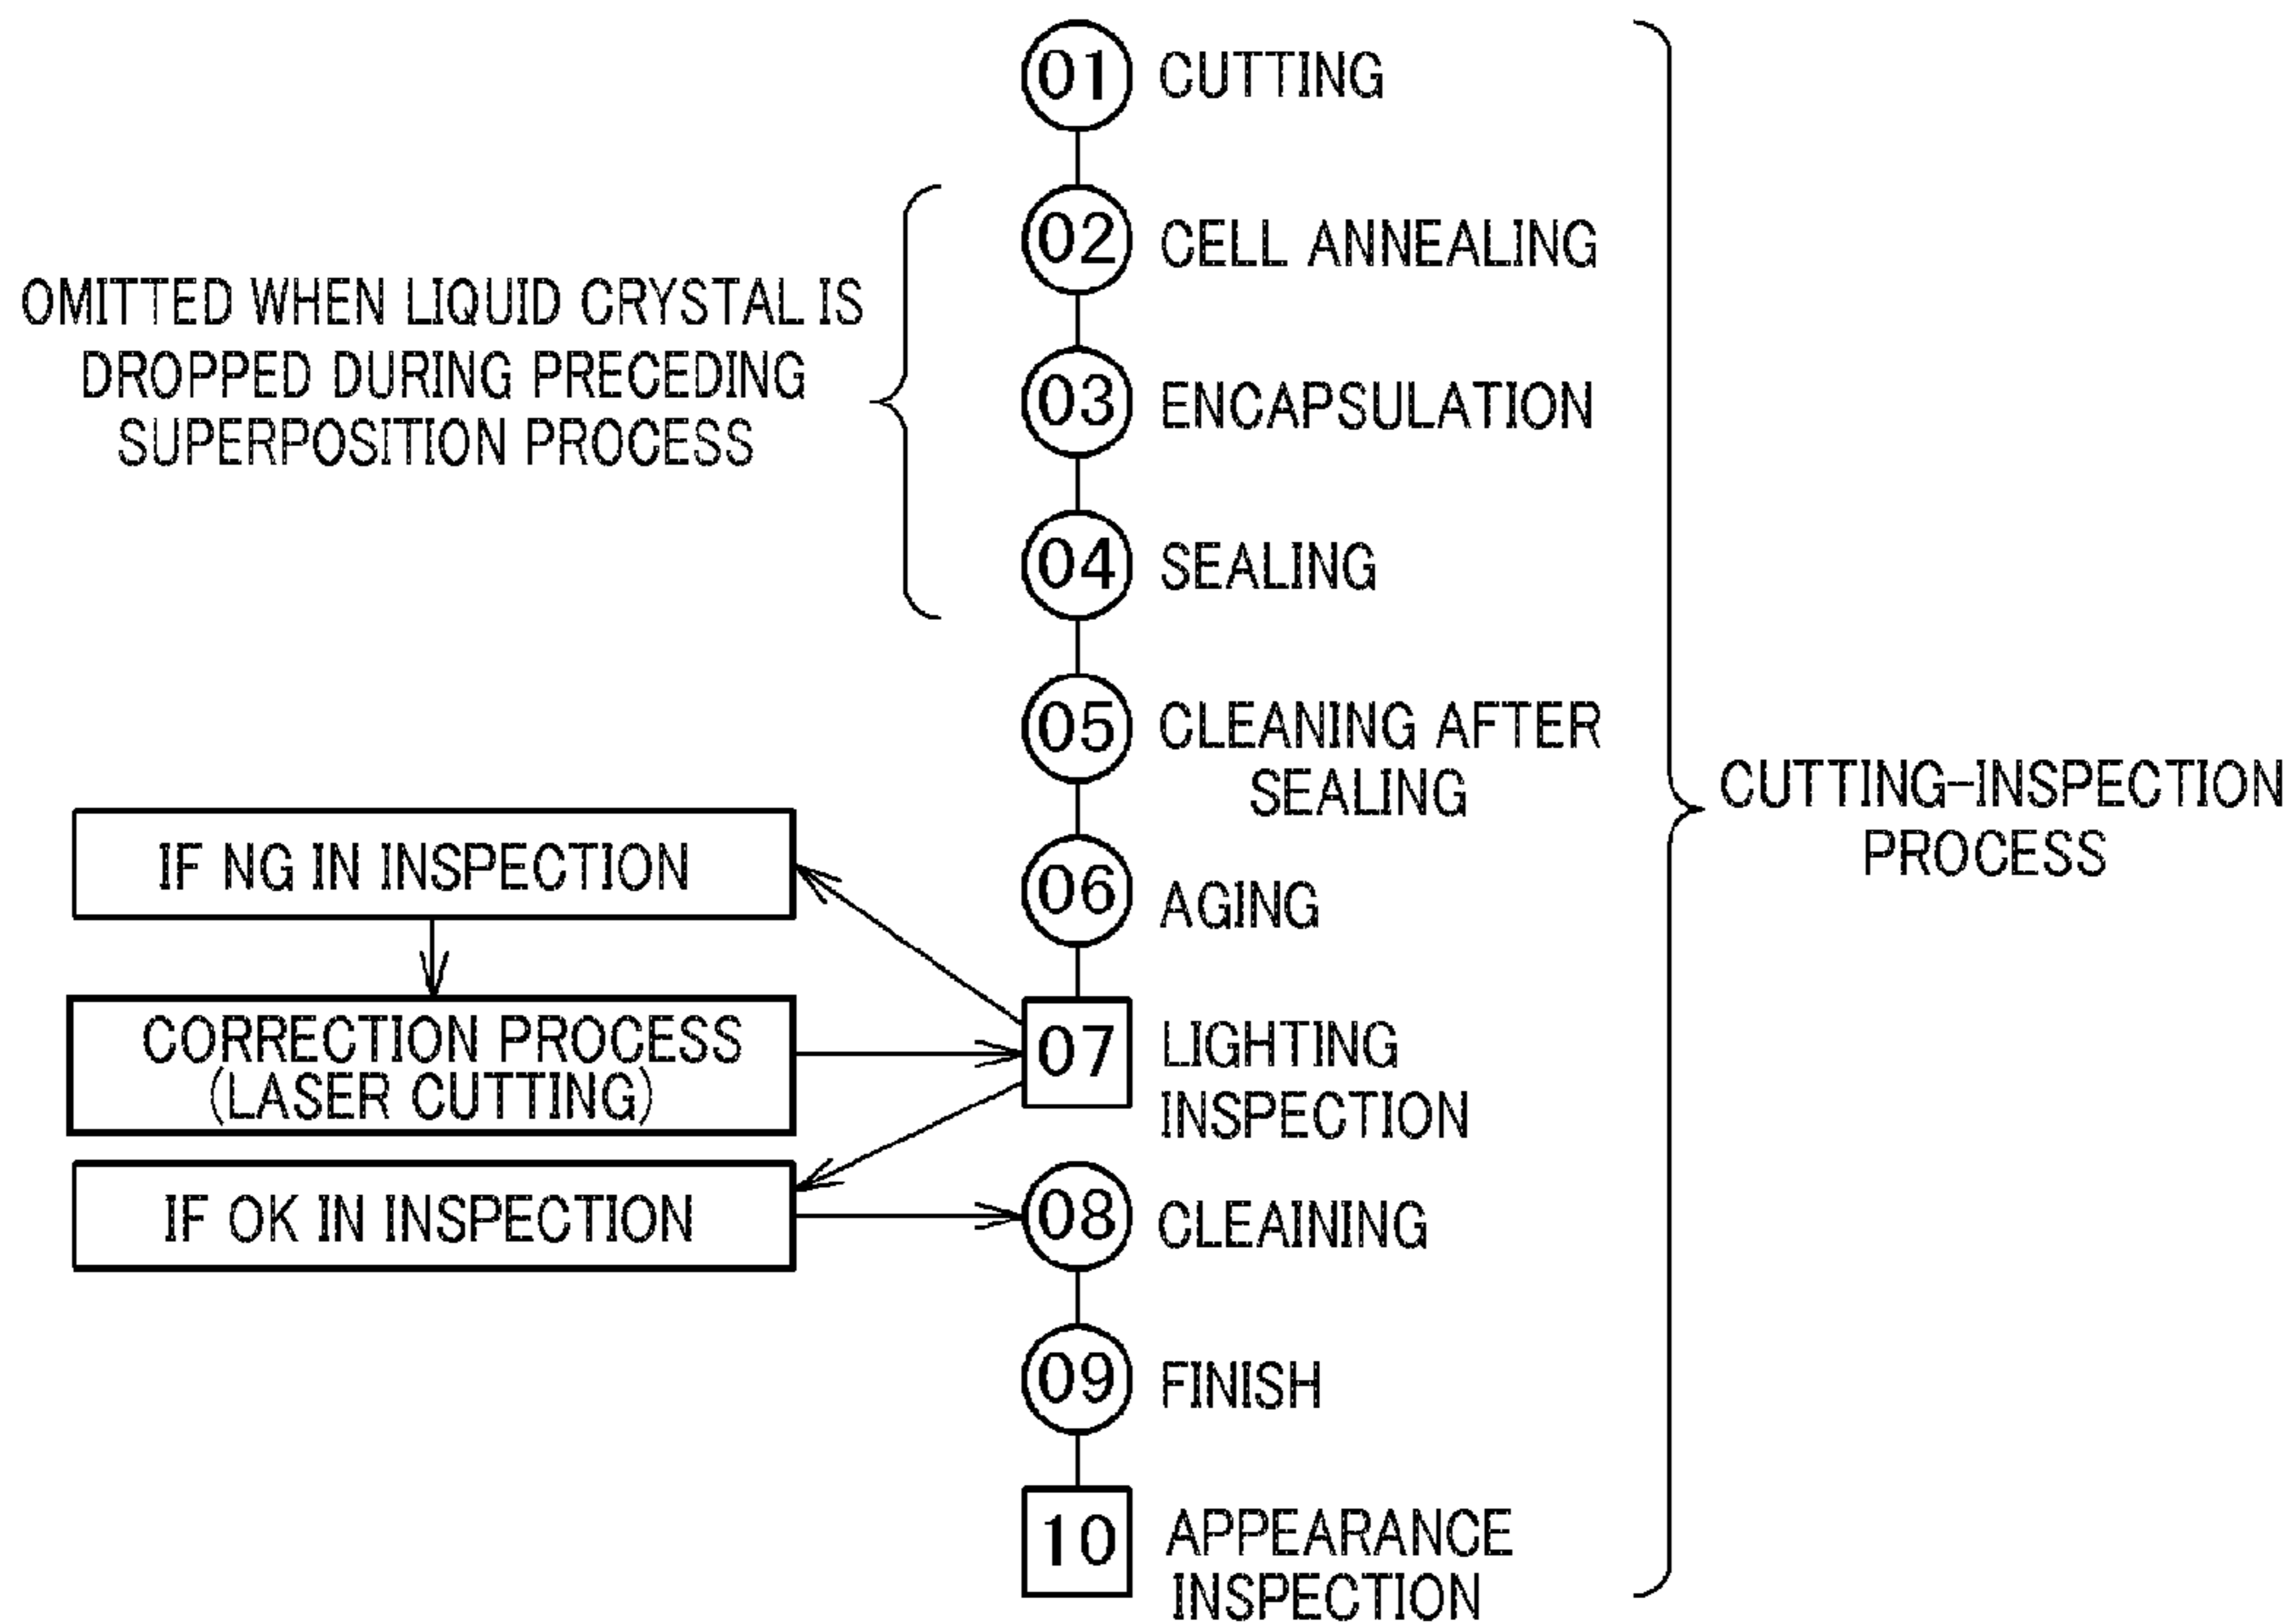 01 CUTTING
02 CELL ANNEALING
OMITTED WHEN LIQUID CRYSTAL IS
DROPPED DURING PRECEDING
SUPERPOSITION PROCESS
03 ENCAPSULATION
04 SEALING
05 CLEANING AFTER
SEALING
CUTTING-INSPECTION
PROCESS
06 AGING
IF NG IN INSPECTION
CORRECTION PROCESS
(LASER CUTTING)
07 LIGHTING
INSPECTION
IF OK IN INSPECTION
08 CLEAINING
09 FINISH
10 APPEARANCE
INSPECTION